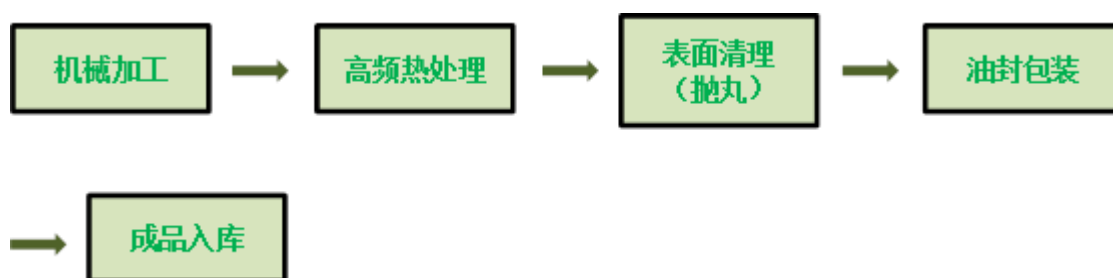 机械加工
高频热处理
表面清理
（抛丸）
油封包装
成品入库